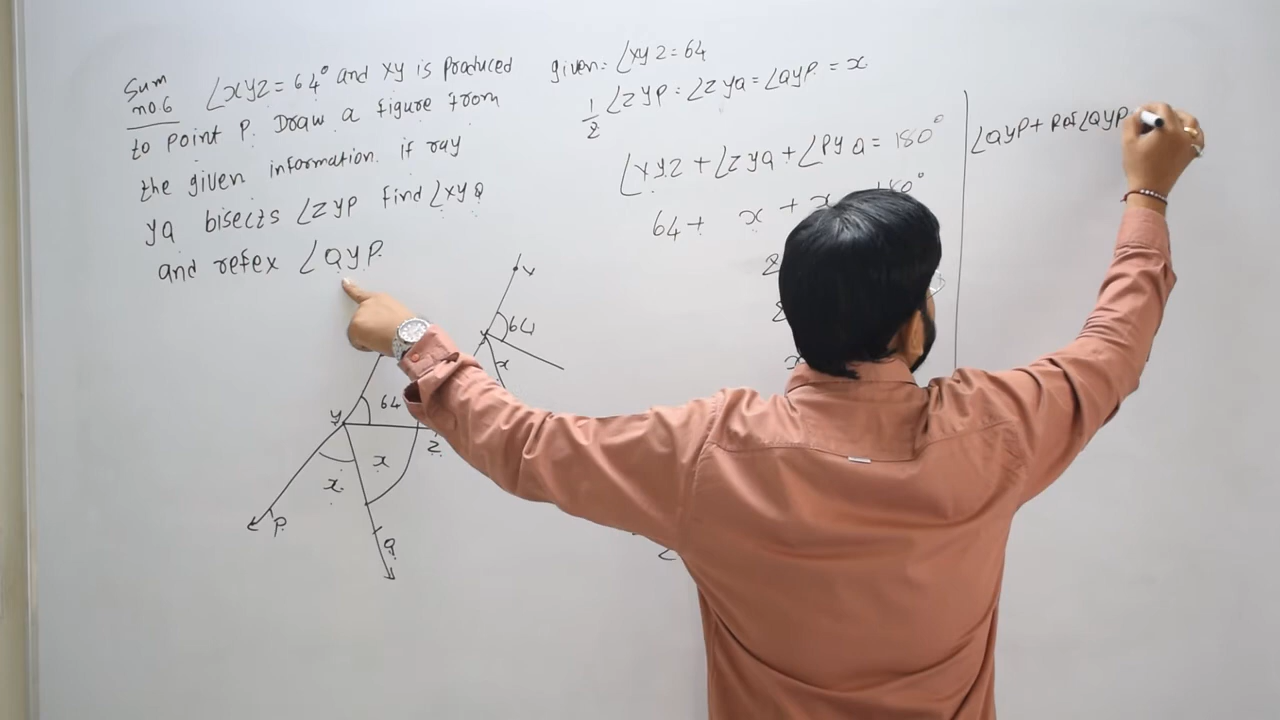 Sum
no.6
∠XYZ = 64° and XY is produced
to point P. Draw a figure from
the given information. if ray
YQ bisects ∠ZYP find ∠XYQ
and refex ∠QYP.
given: ∠XYZ = 64
1/2 ∠ZYP = ∠ZYQ = ∠QYP = x
∠XYZ + ∠ZYQ + ∠PYQ = 180°
64 + x + x 180°
∠QYP + Ref∠QYP
64
x
Y
64
Z
x
x
P
Q